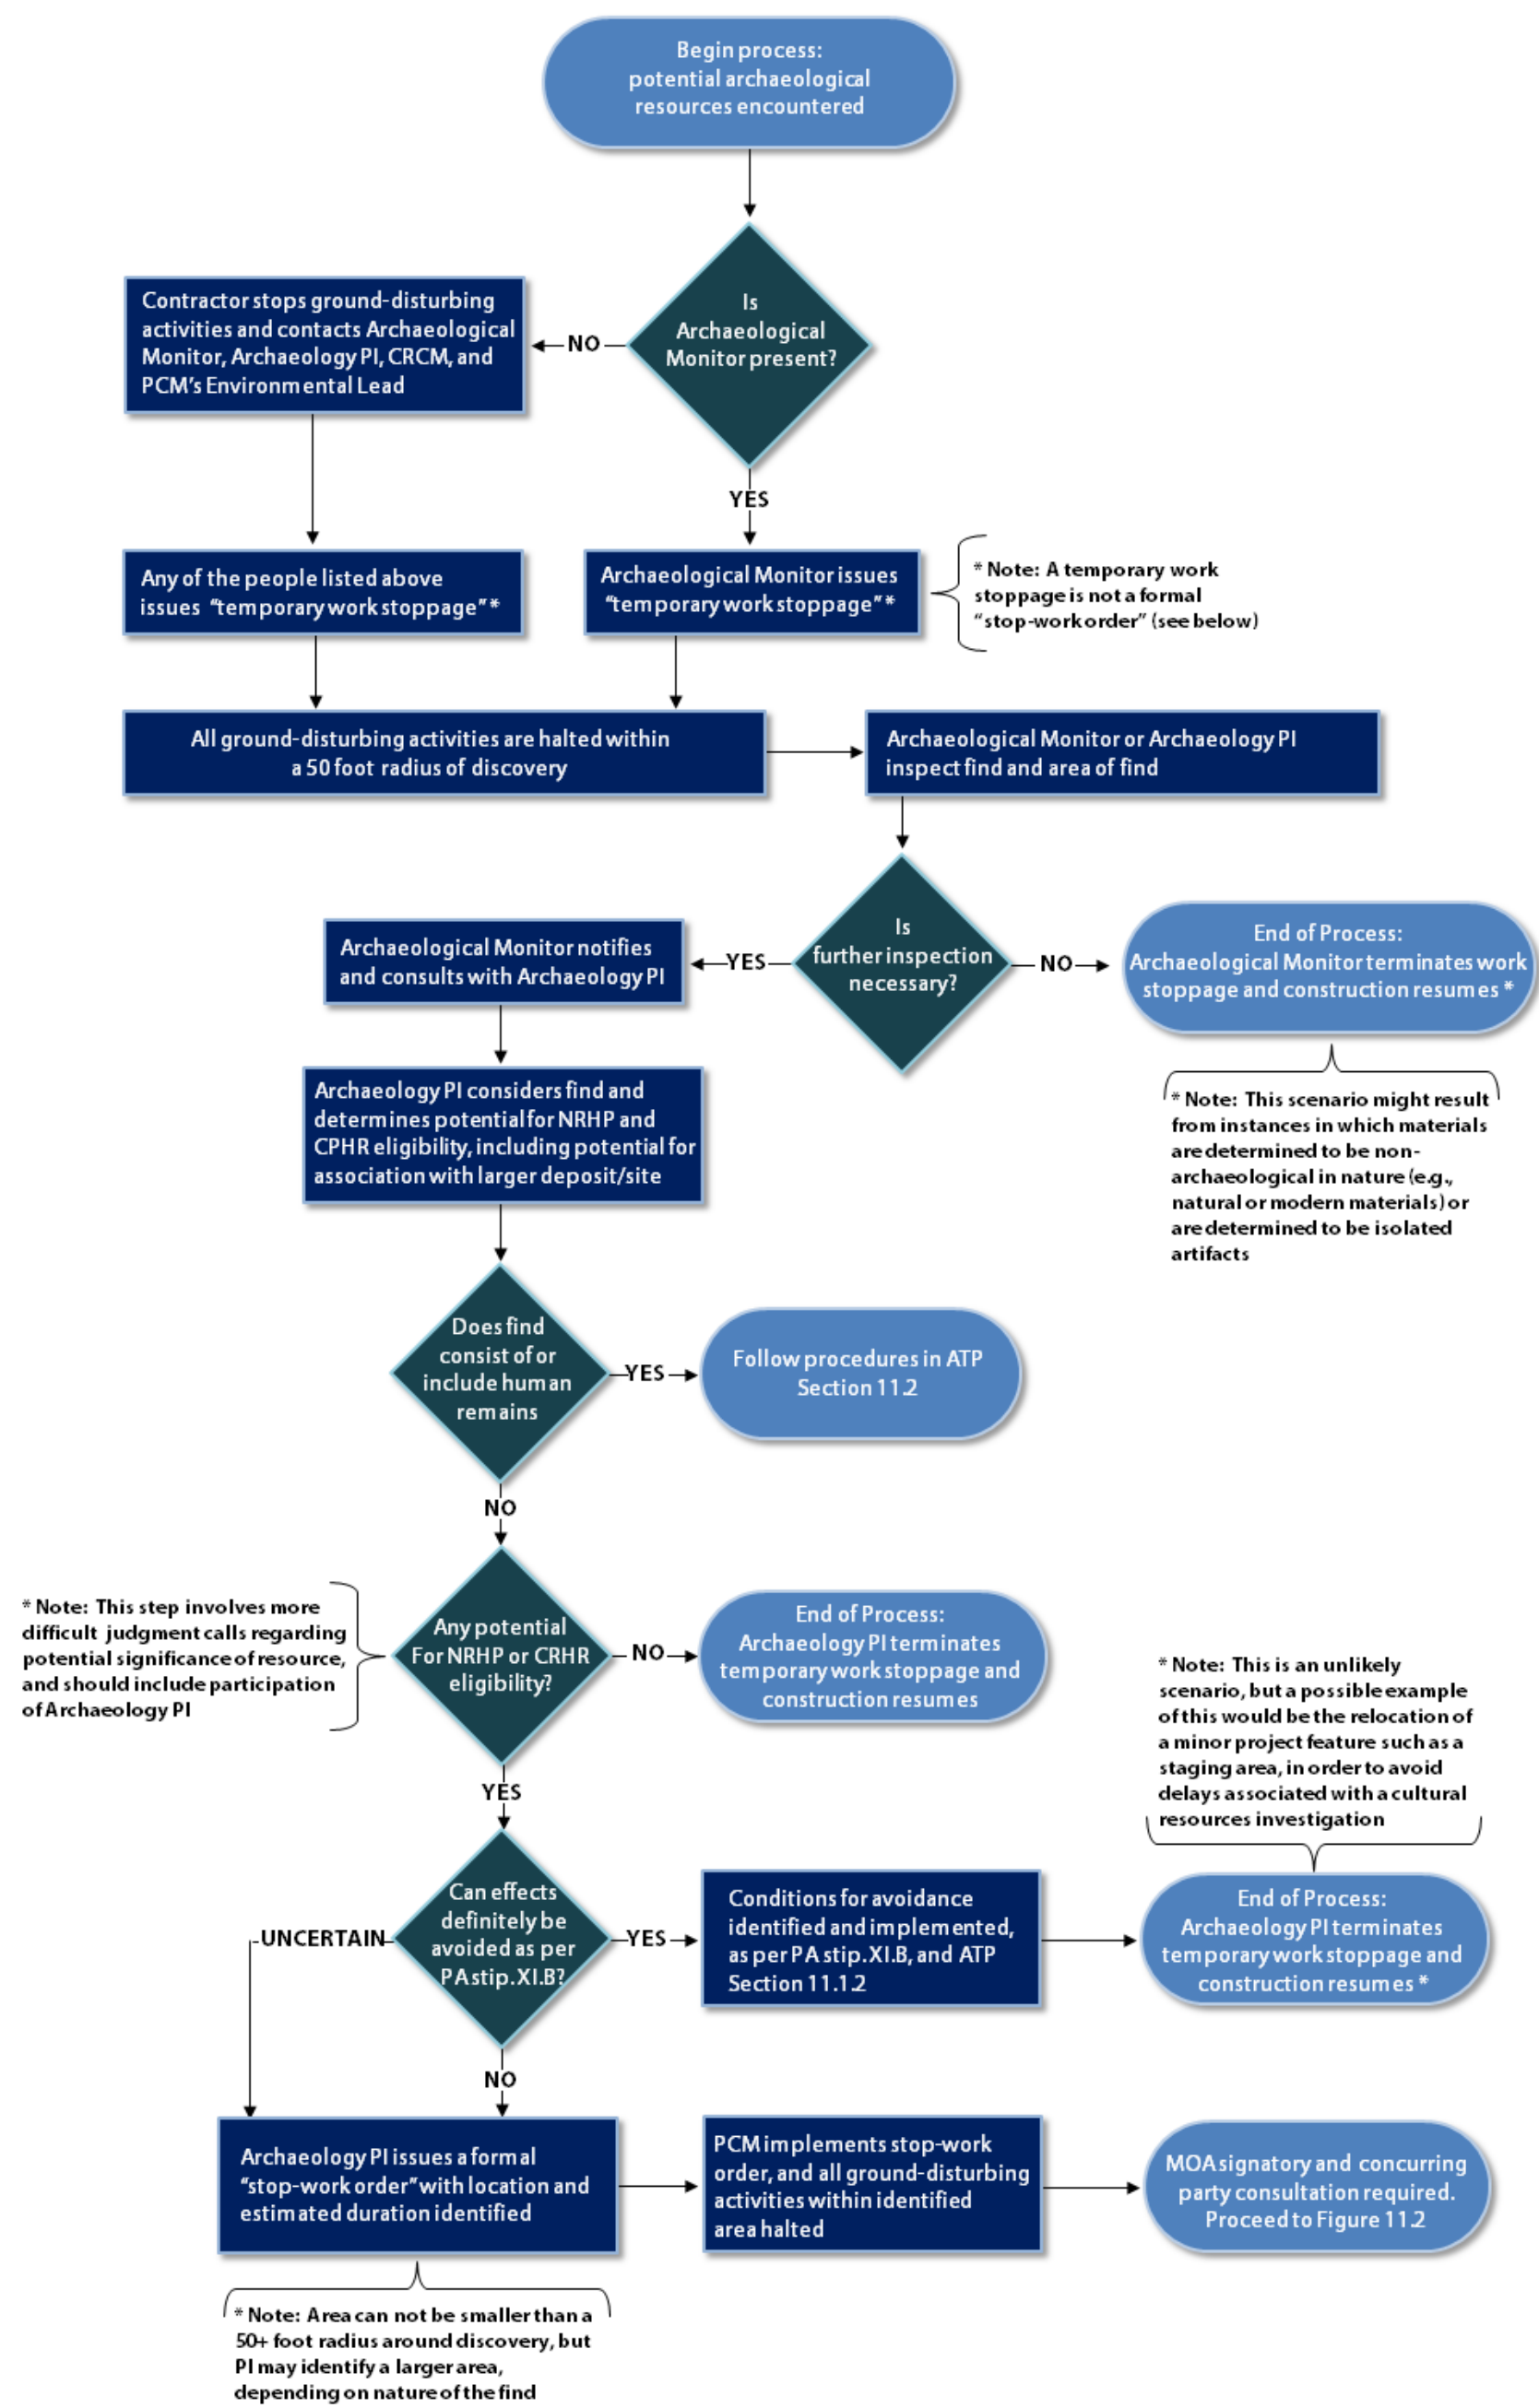 Begin process:
potential archaeological
resources encountered
Is
Archaeological
Monitor present?
NO
Contractor stops ground-disturbing
activities and contacts Archaeological
Monitor, Archaeology PI, CRCM, and
PCM's Environmental Lead
YES
Any of the people listed above
issues "temporary work stoppage"*
Archaeological Monitor issues
"temporary work stoppage"*
* Note: A temporary work
stoppage is not a formal
"stop-work order" (see below)
All ground-disturbing activities are halted within
a 50 foot radius of discovery
Archaeological Monitor or Archaeology PI
inspect find and area of find
Is
further inspection
necessary?
YES
NO
Archaeological Monitor notifies
and consults with Archaeology PI
End of Process:
Archaeological Monitor terminates work
stoppage and construction resumes *
* Note: This scenario might result
from instances in which materials
are determined to be non-
archaeological in nature (e.g.,
natural or modern materials) or
are determined to be isolated
artifacts
Archaeology PI considers find and
determines potential for NRHP and
CPHR eligibility, including potential for
association with larger deposit/site
Does find
consist of or
include human
remains
YES
Follow procedures in ATP
Section 11.2
NO
* Note: This step involves more
difficult judgment calls regarding
potential significance of resource,
and should include participation
of Archaeology PI
Any potential
For NRHP or CRHR
eligibility?
NO
End of Process:
Archaeology PI terminates
temporary work stoppage and
construction resumes
YES
* Note: This is an unlikely
scenario, but a possible example
of this would be the relocation of
a minor project feature such as a
staging area, in order to avoid
delays associated with a cultural
resources investigation
Can effects
definitely be
avoided as per
PA stip. XI.B?
UNCERTAIN
YES
Conditions for avoidance
identified and implemented,
as per PA stip. XI.B, and ATP
Section 11.1.2
End of Process:
Archaeology PI terminates
temporary work stoppage and
construction resumes *
NO
Archaeology PI issues a formal
"stop-work order" with location and
estimated duration identified
PCM implements stop-work
order, and all ground-disturbing
activities within identified
area halted
MOA signatory and concurring
party consultation required.
Proceed to Figure 11.2
* Note: Area can not be smaller than a
50+ foot radius around discovery, but
PI may identify a larger area,
depending on nature of the find